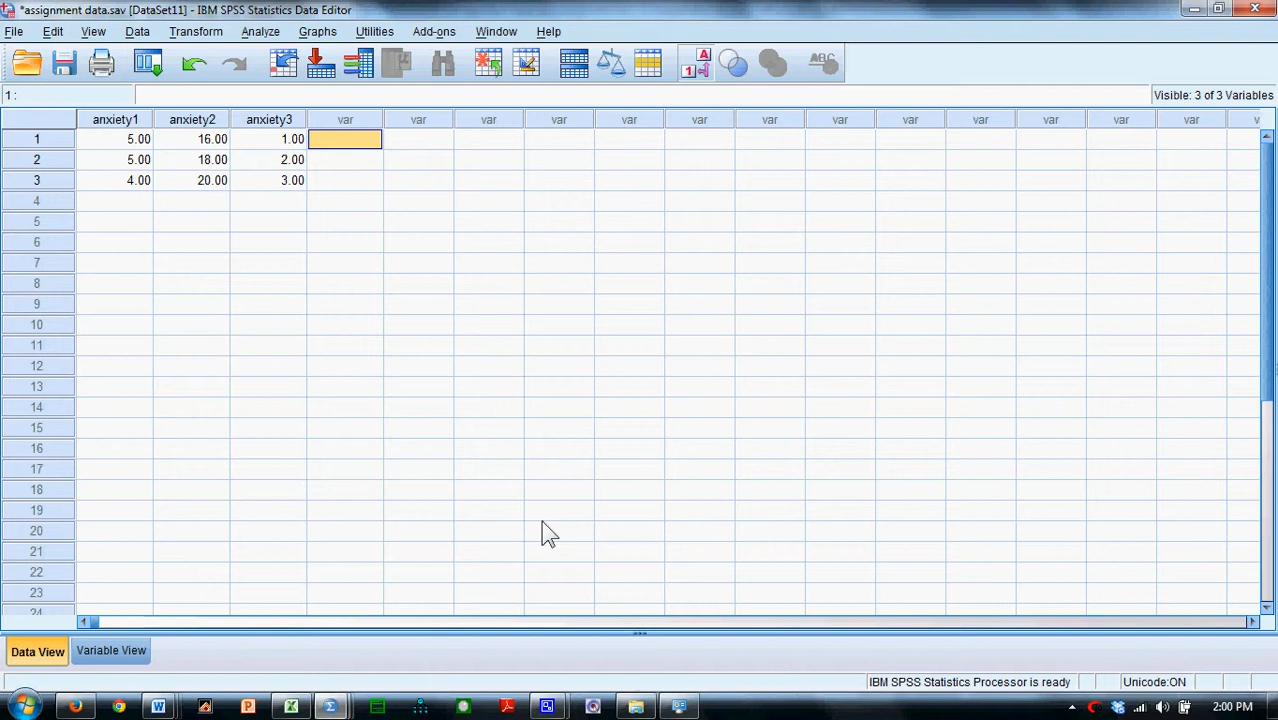 *assignment data.sav [DataSet11] - IBM SPSS Statistics Data Editor
File Edit View Data Transform Analyze Graphs Utilities Add-ons Window Help
A
1
ABC
1 :
Visible: 3 of 3 Variables
anxiety1 anxiety2 anxiety3 var var var var var var var var var var var var var
1 5.00 16.00 1.00
2 5.00 18.00 2.00
3 4.00 20.00 3.00
4
5
6
7
8
9
10
11
12
13
14
15
16
17
18
19
20
21
22
23
24
Data View Variable View
IBM SPSS Statistics Processor is ready Unicode:ON
2:00 PM